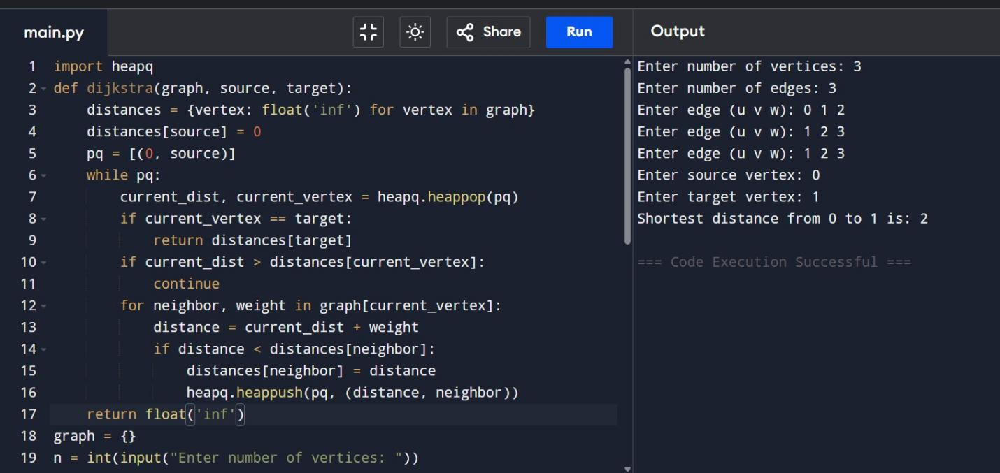 main.py
Share
Run
Output
1 import heapq
2 def dijkstra(graph, source, target):
3     distances = {vertex: float('inf') for vertex in graph}
4     distances[source] = 0
5     pq = [(0, source)]
6     while pq:
7         current_dist, current_vertex = heapq.heappop(pq)
8         if current_vertex == target:
9             return distances[target]
10         if current_dist > distances[current_vertex]:
11             continue
12         for neighbor, weight in graph[current_vertex]:
13             distance = current_dist + weight
14             if distance < distances[neighbor]:
15                 distances[neighbor] = distance
16                 heapq.heappush(pq, (distance, neighbor))
17     return float('inf')
18 graph = {}
19 n = int(input("Enter number of vertices: "))
Enter number of vertices: 3
Enter number of edges: 3
Enter edge (u v w): 0 1 2
Enter edge (u v w): 1 2 3
Enter edge (u v w): 1 2 3
Enter source vertex: 0
Enter target vertex: 1
Shortest distance from 0 to 1 is: 2
=== Code Execution Successful ===